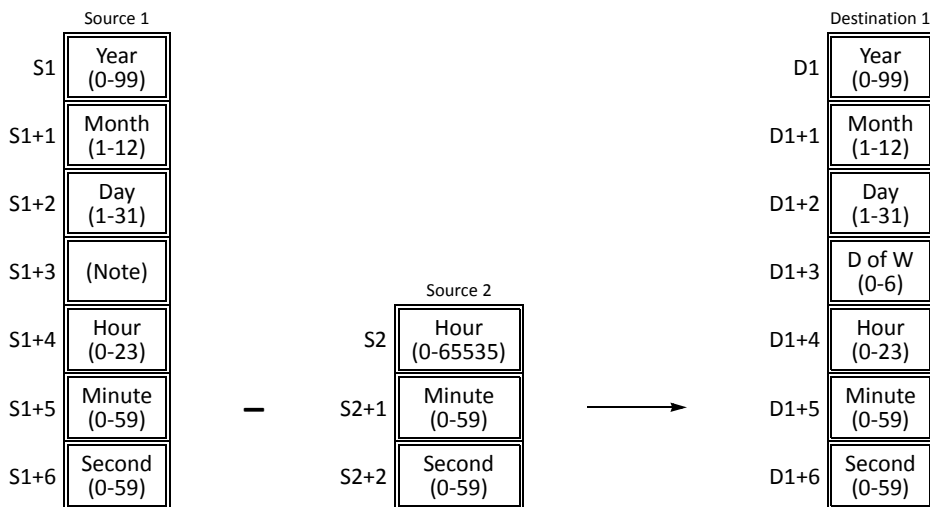 Source 1
S1
Year
(0-99)
S1+1
Month
(1-12)
S1+2
Day
(1-31)
S1+3
(Note)
S1+4
Hour
(0-23)
S1+5
Minute
(0-59)
S1+6
Second
(0-59)
–
Source 2
S2
Hour
(0-65535)
S2+1
Minute
(0-59)
S2+2
Second
(0-59)
Destination 1
D1
Year
(0-99)
D1+1
Month
(1-12)
D1+2
Day
(1-31)
D1+3
D of W
(0-6)
D1+4
Hour
(0-23)
D1+5
Minute
(0-59)
D1+6
Second
(0-59)